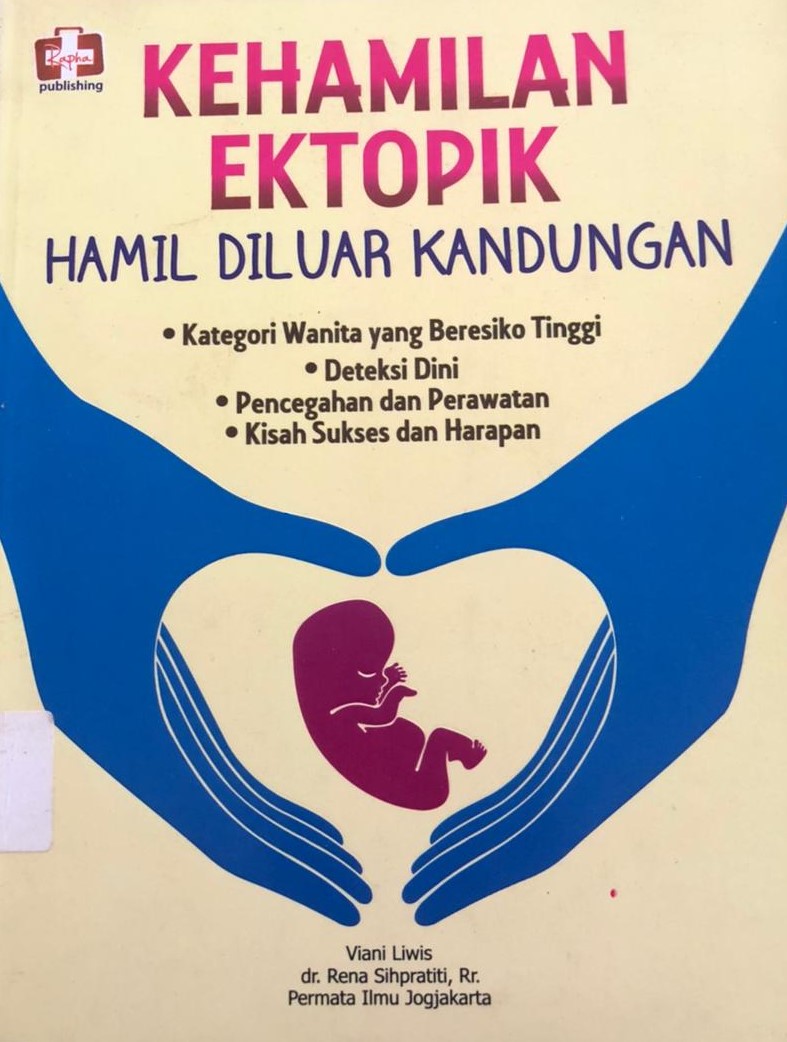 Rapha
publishing
KEHAMILAN
EKTOPIK
HAMIL DILUAR KANDUNGAN
• Kategori Wanita yang Beresiko Tinggi
• Deteksi Dini
• Pencegahan dan Perawatan
• Kisah Sukses dan Harapan
Viani Liwis
dr. Rena Sihpratiti, Rr.
Permata Ilmu Jogjakarta